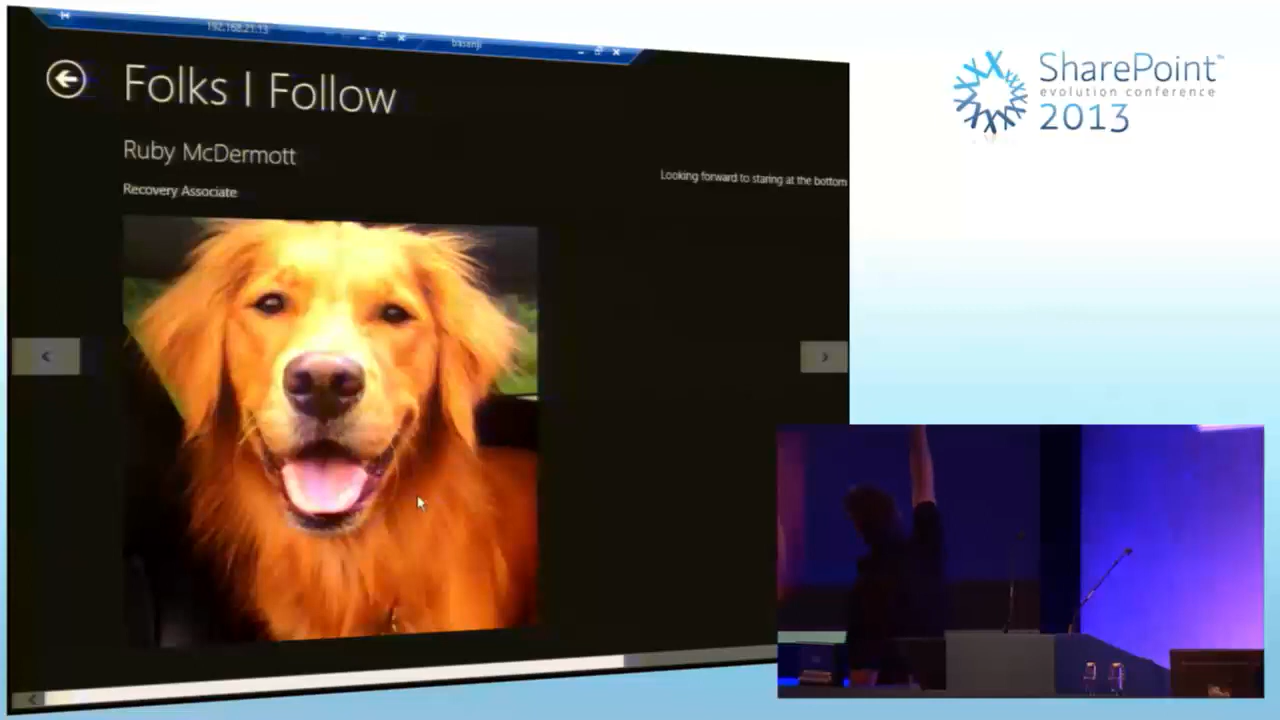 192.168.21.13
basenji
Folks I Follow
Ruby McDermott
Recovery Associate
Looking forward to staring at the bottom
SharePoint™
evolution conference
2013